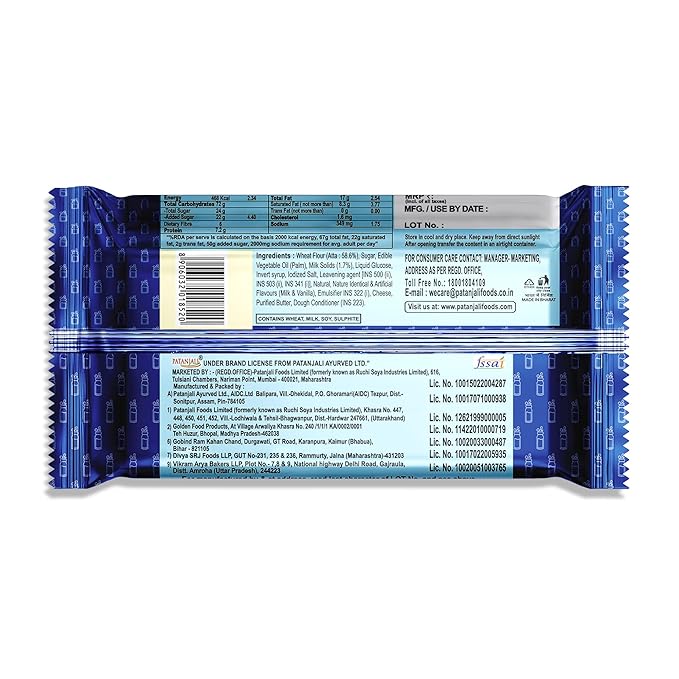 Energy 468 Kcal 2.34 Total Fat 17 g 2.54
Total Carbohydrates 72 g Saturated Fat ( not more than) 8.3 g 3.77
-Total Sugar 24 g Trans Fat ( not more than) 0 g 0.00
-Added Sugar 22 g 4.40 Cholesterol 1.6 mg
Dietary Fibre Sodium 349 mg 1.75
Protein 7.2 g
"%RDA per serve is calculated on the basis 2000 kcal energy, 67g total fat, 22g saturated
fat, 2g trans fat, 50g added sugar, 2000mg sodium requirement for avg. adult per day"
MRP
(Incl. of all taxes)
MFG. / USE BY DATE :
LOT No. :
Store in cool and dry place. Keep away from direct sunlight
After opening transfer the content in an airtight container.
Ingredients : Wheat Flour (Atta : 58.6%), Sugar, Edible
Vegetable Oil (Palm), Milk Solids (1.7%), Liquid Glucose,
Invert syrup, Iodized Salt, Leavening agent [INS 500 (ii),
INS 503 (ii), INS 341 (i)], Natural, Nature Identical & Artificial
Flavours (Milk & Vanilla), Emulsifier INS 322 (i), Cheese,
Purified Butter, Dough Conditioner (INS 223).
CONTAINS WHEAT, MILK, SOY, SULPHITE
FOR CONSUMER CARE CONTACT: MANAGER- MARKETING,
ADDRESS AS PER REGD. OFFICE,
Toll Free No.: 18001804109
E-mail : wecare@patanjalifoods.co.in
Visit us at: www.patanjalifoods.com
MADE IN BHARAT
PATANJALI
UNDER BRAND LICENSE FROM PATANJALI AYURVED LTD."
fssai
MARKETED BY : - (REGD.OFFICE)-Patanjali Foods Limited (formerly known as Ruchi Soya Industries Limited), 616,
Tulsiani Chambers, Nariman Point, Mumbai - 400021, Maharashtra
Lic. No. 10015022004287
Manufactured & Packed by :
A) Patanjali Ayurved Ltd., AIDC.Ltd Balipara, Vill.-Dhekidal, P.O. Ghoramari(AIDC) Tezpur, Dist.-
Sonitpur, Assam, Pin-784105
Lic. No. 10017071000938
1) Patanjali Foods Limited (formerly known as Ruchi Soya Industries Limited), Khasra No. 447,
448, 450, 451, 452, Vill.-Lodhiwala & Tehsil-Bhagwanpur, Dist.-Hardwar 247661, (Uttarakhand)
Lic. No. 12621999000005
2) Golden Food Products, At Village Arwaliya Khasra No. 240 /1/1/1 KA/0002/0001
Teh Huzur, Bhopal, Madhya Pradesh-462038
Lic. No. 11422010000719
6) Gobind Ram Kahan Chand, Durgawati, GT Road, Karanpura, Kaimur (Bhabua),
Bihar - 821105
Lic. No. 10020033000487
7) Divya SRJ Foods LLP, GUT No-231, 235 & 236, Rammurty, Jalna (Maharashtra)-431203
Lic. No. 10017022005935
9) Vikram Arya Bakers LLP, Plot No.- 7,8 & 9, National highway Delhi Road, Gajraula,
Distt. Amroha (Uttar Pradesh), 244223
Lic. No. 10020051003765